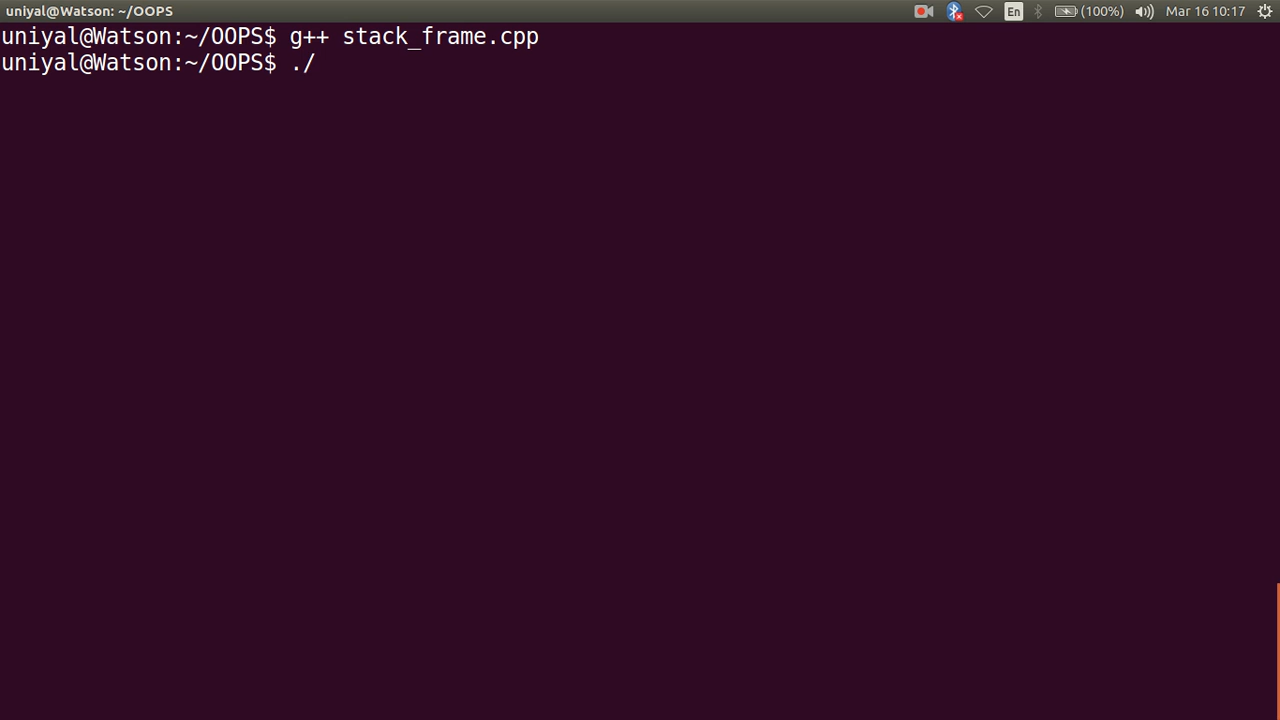 uniyal@Watson: ~/OOPS
En
(100%)
Mar 16 10:17
uniyal@Watson:~/OOPS$ g++ stack_frame.cpp
uniyal@Watson:~/OOPS$ ./